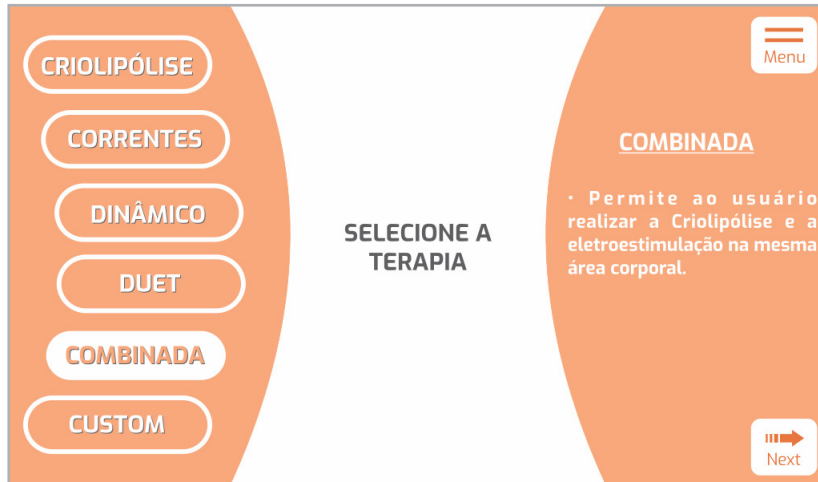 CRIOLIPÓLISE
CORRENTES
DINÂMICO
DUET
COMBINADA
CUSTOM
SELECIONE A
TERAPIA
Menu
COMBINADA
• Permite ao usuário
realizar a Criolipólise e a
eletroestimulação na mesma
área corporal.
Next